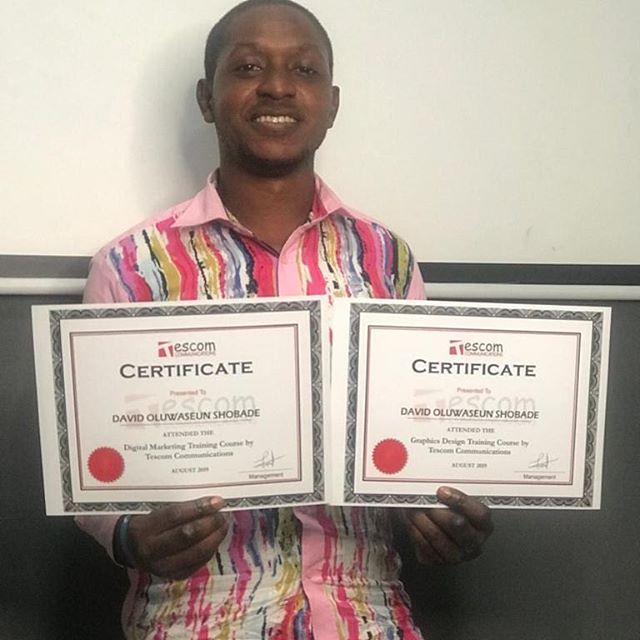 Tescom
COMMUNICATIONS
CERTIFICATE
Presented To
DAVID OLUWASEUN SHOBADE
ATTENDED THE
Digital Marketing Training Course by
Tescom Communications
AUGUST 2019
Management
Tescom
COMMUNICATIONS
CERTIFICATE
Presented To
DAVID OLUWASEUN SHOBADE
ATTENDED THE
Graphics Design Training Course by
Tescom Communications
AUGUST 2019
Management